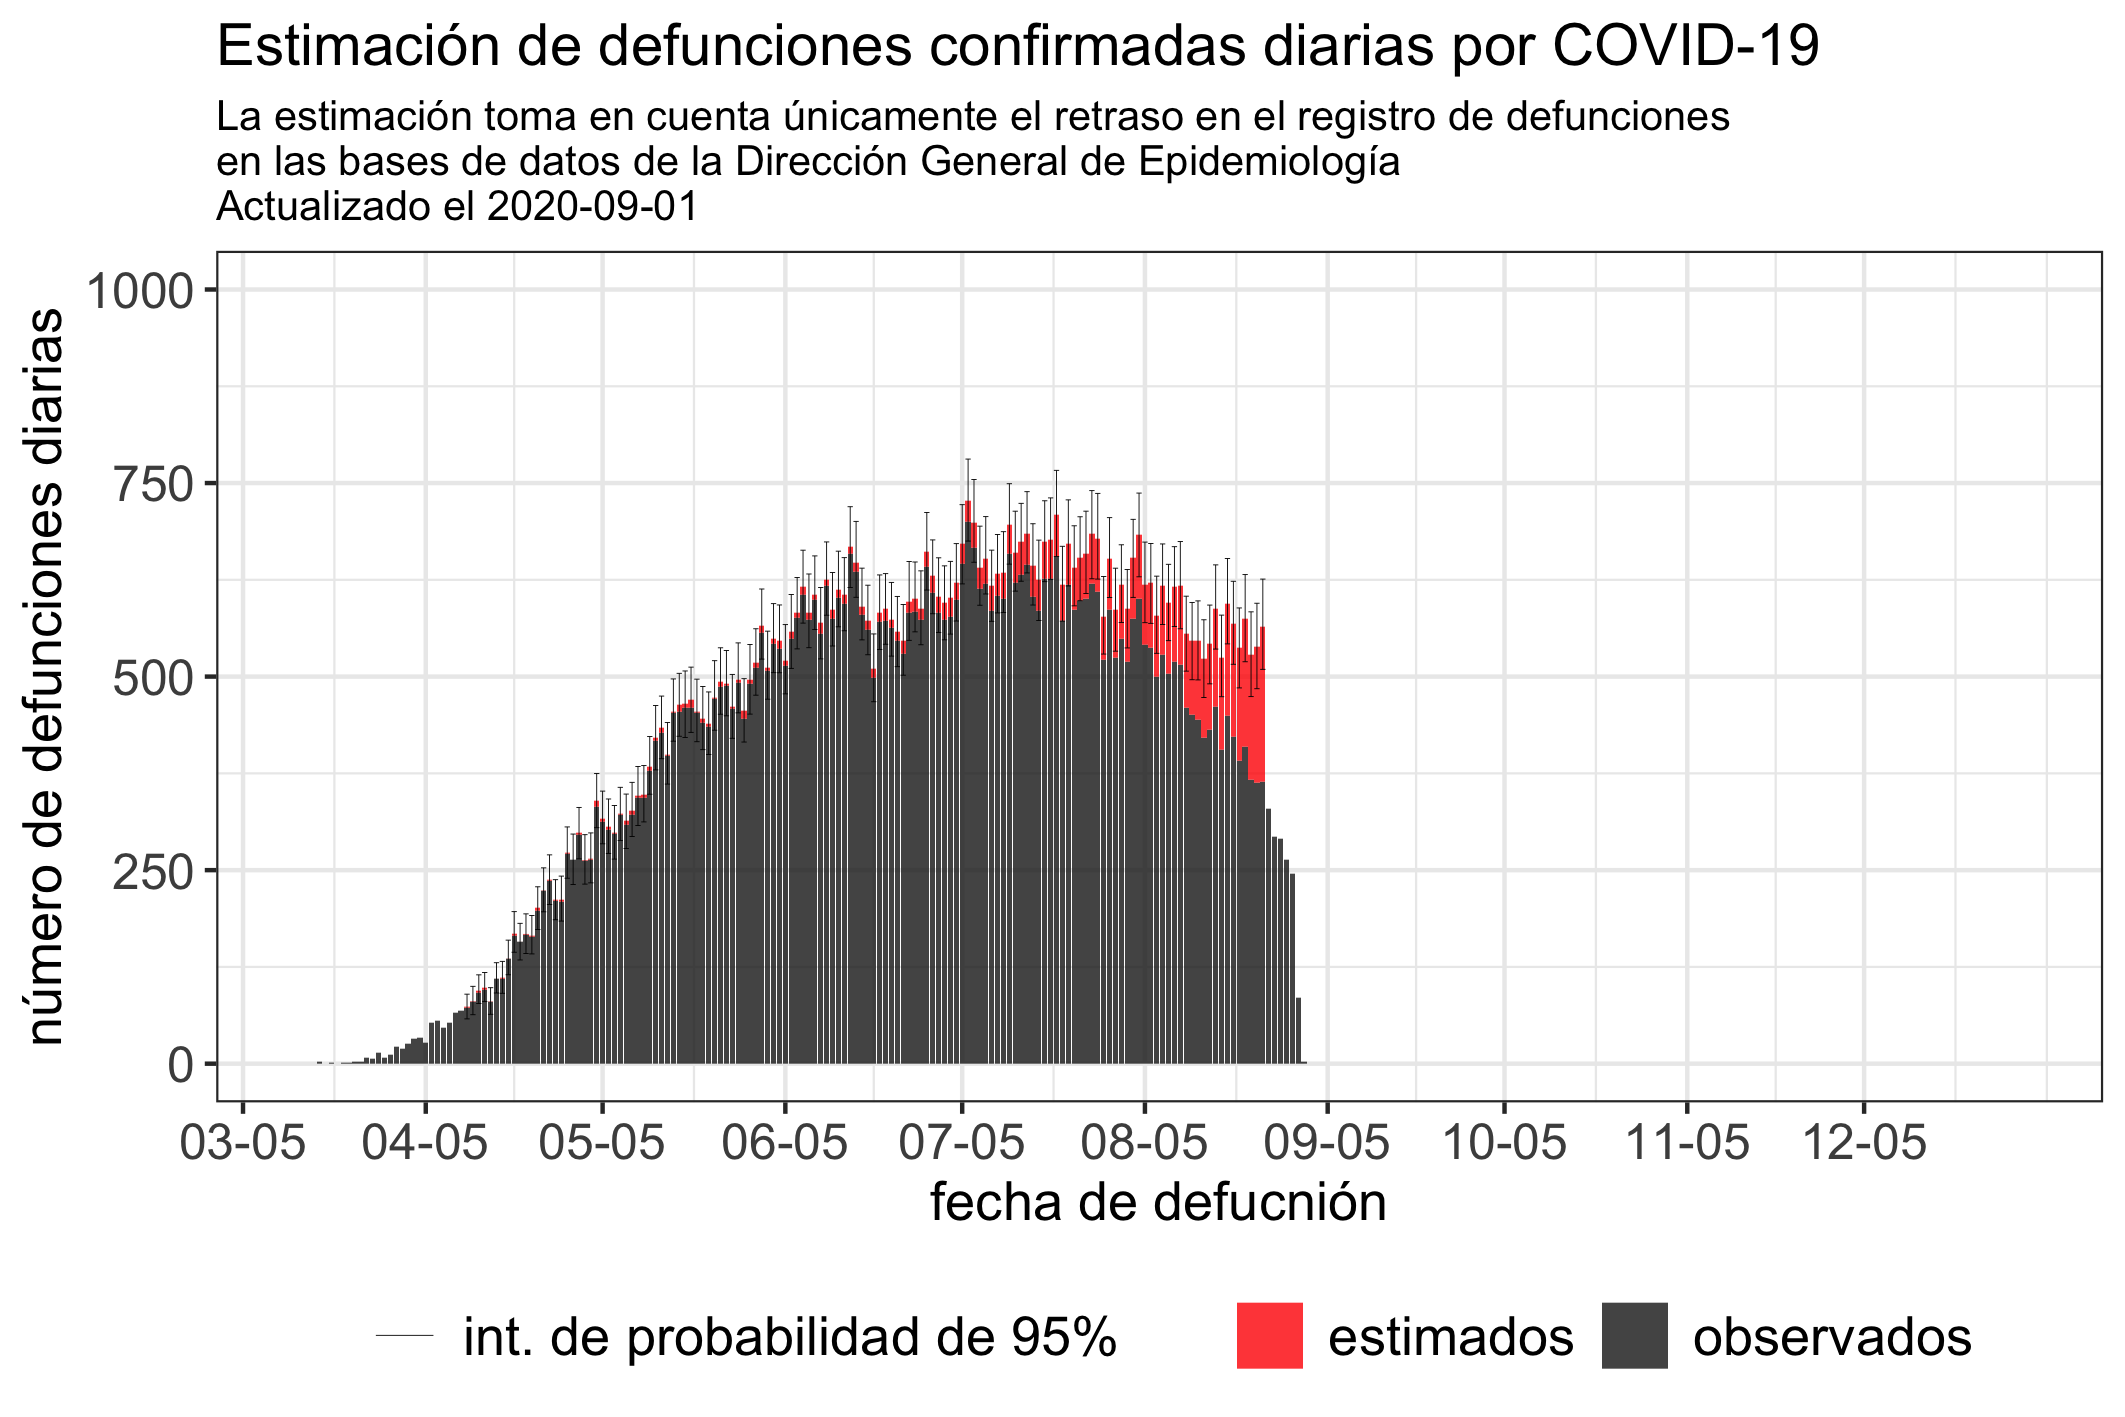 Estimación de defunciones confirmadas diarias por COVID-19
La estimación toma en cuenta únicamente el retraso en el registro de defunciones
en las bases de datos de la Dirección General de Epidemiología
Actualizado el 2020-09-01
número de defunciones diarias
1000
750
500
250
0
03-05 04-05 05-05 06-05 07-05 08-05 09-05 10-05 11-05 12-05
fecha de defucnión
int. de probabilidad de 95% estimados observados